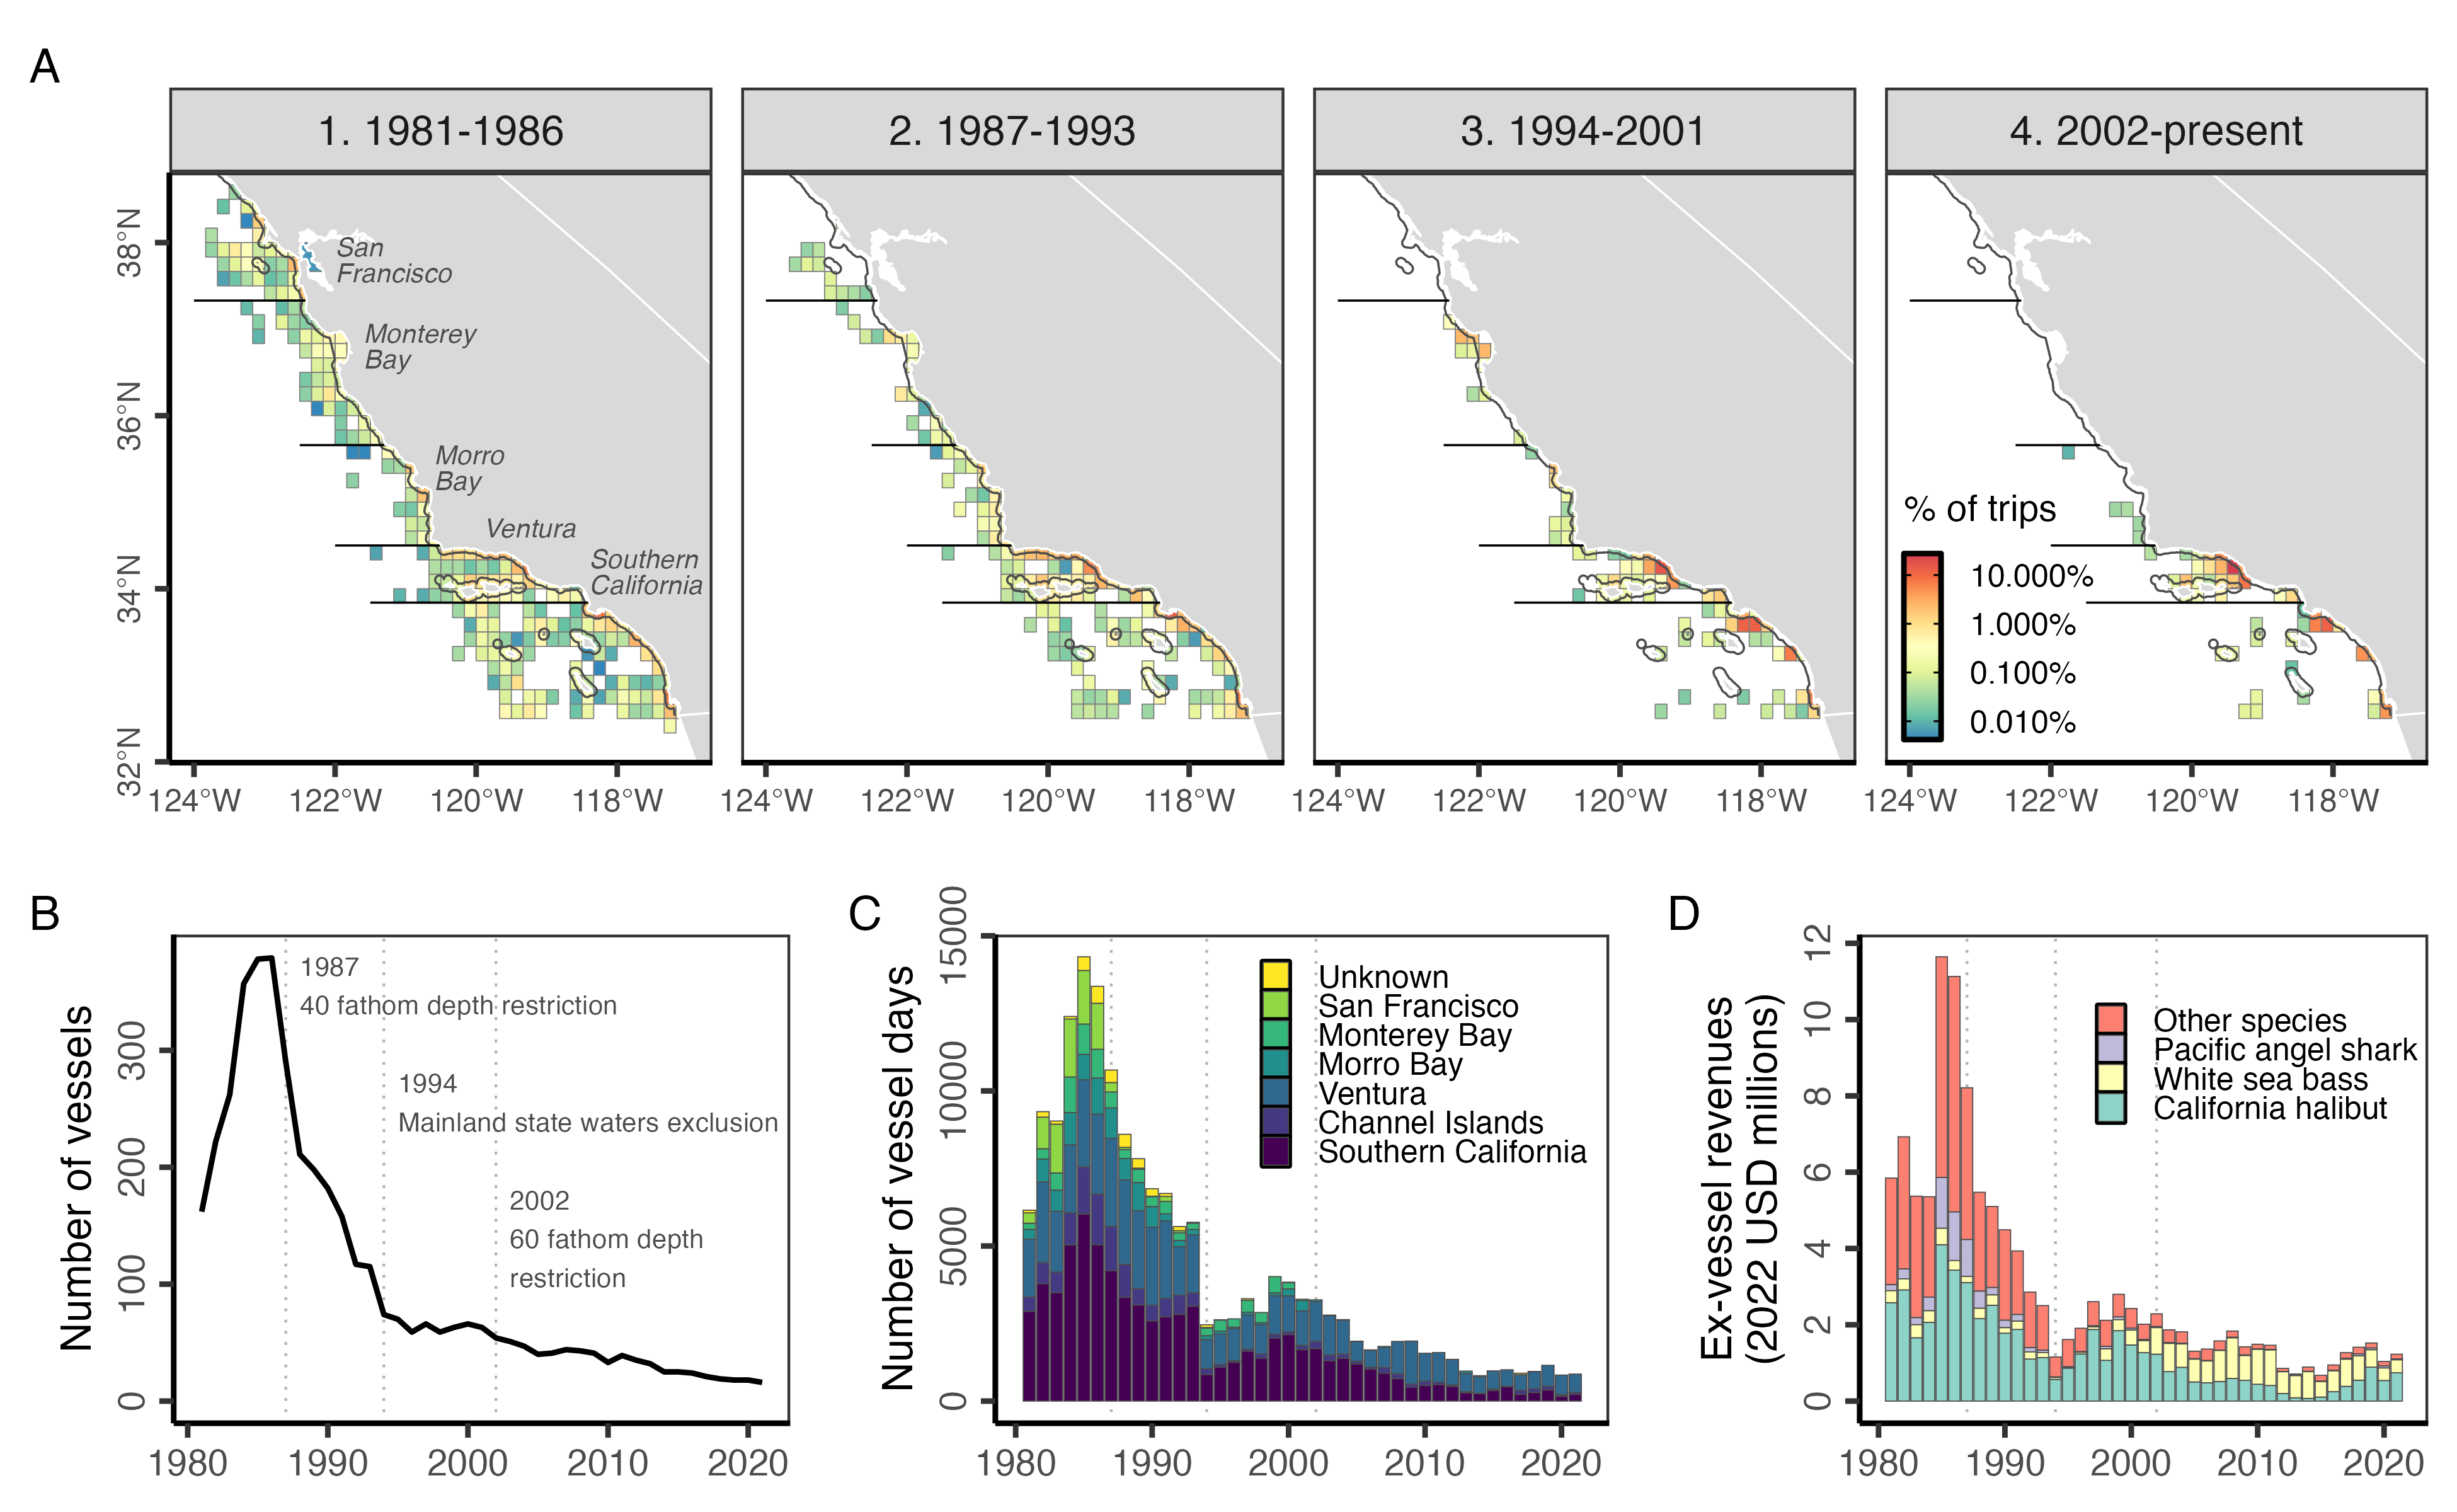 A
1. 1981-1986
2. 1987-1993
3. 1994-2001
4. 2002-present
38°N
36°N
34°N
32°N
San
Francisco
Monterey
Bay
Morro
Bay
Ventura
Southern
California
% of trips
10.000%
1.000%
0.100%
0.010%
124°W 122°W 120°W 118°W
124°W 122°W 120°W 118°W
124°W 122°W 120°W 118°W
124°W 122°W 120°W 118°W
B
Number of vessels
300
200
100
0
1987
40 fathom depth restriction
1994
Mainland state waters exclusion
2002
60 fathom depth
restriction
1980 1990 2000 2010 2020
C
Number of vessel days
15000
10000
5000
0
Unknown
San Francisco
Monterey Bay
Morro Bay
Ventura
Channel Islands
Southern California
1980 1990 2000 2010 2020
D
Ex-vessel revenues
(2022 USD millions)
12
10
8
6
4
2
0
Other species
Pacific angel shark
White sea bass
California halibut
1980 1990 2000 2010 2020